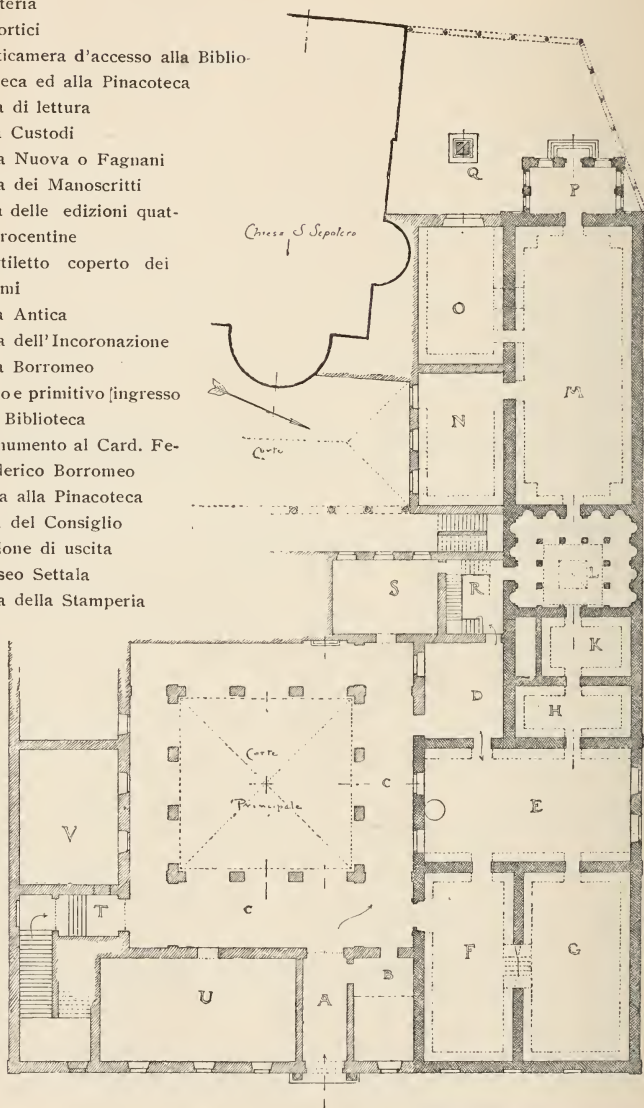 teria
ortici
ticamera d'accesso alla Biblio-
eca ed alla Pinacoteca
a di lettura
a Custodi
a Nuova o Fagnani
a dei Manoscritti
a delle edizioni quat-
rocentine
tiletto coperto dei
mi
a Antica
a dell'Incoronazione
a Borromeo
o e primitivo [ingresso
Biblioteca
numento al Card. Fe-
derico Borromeo
a alla Pinacoteca
a del Consiglio
ione di uscita
seo Settala
a della Stamperia
Q
P
Chiesa S Sepolcro
O
M
N
Corte
L
S
R
K
D
H
Corte
Principale
C
E
V
T
C
F
G
B
U
A